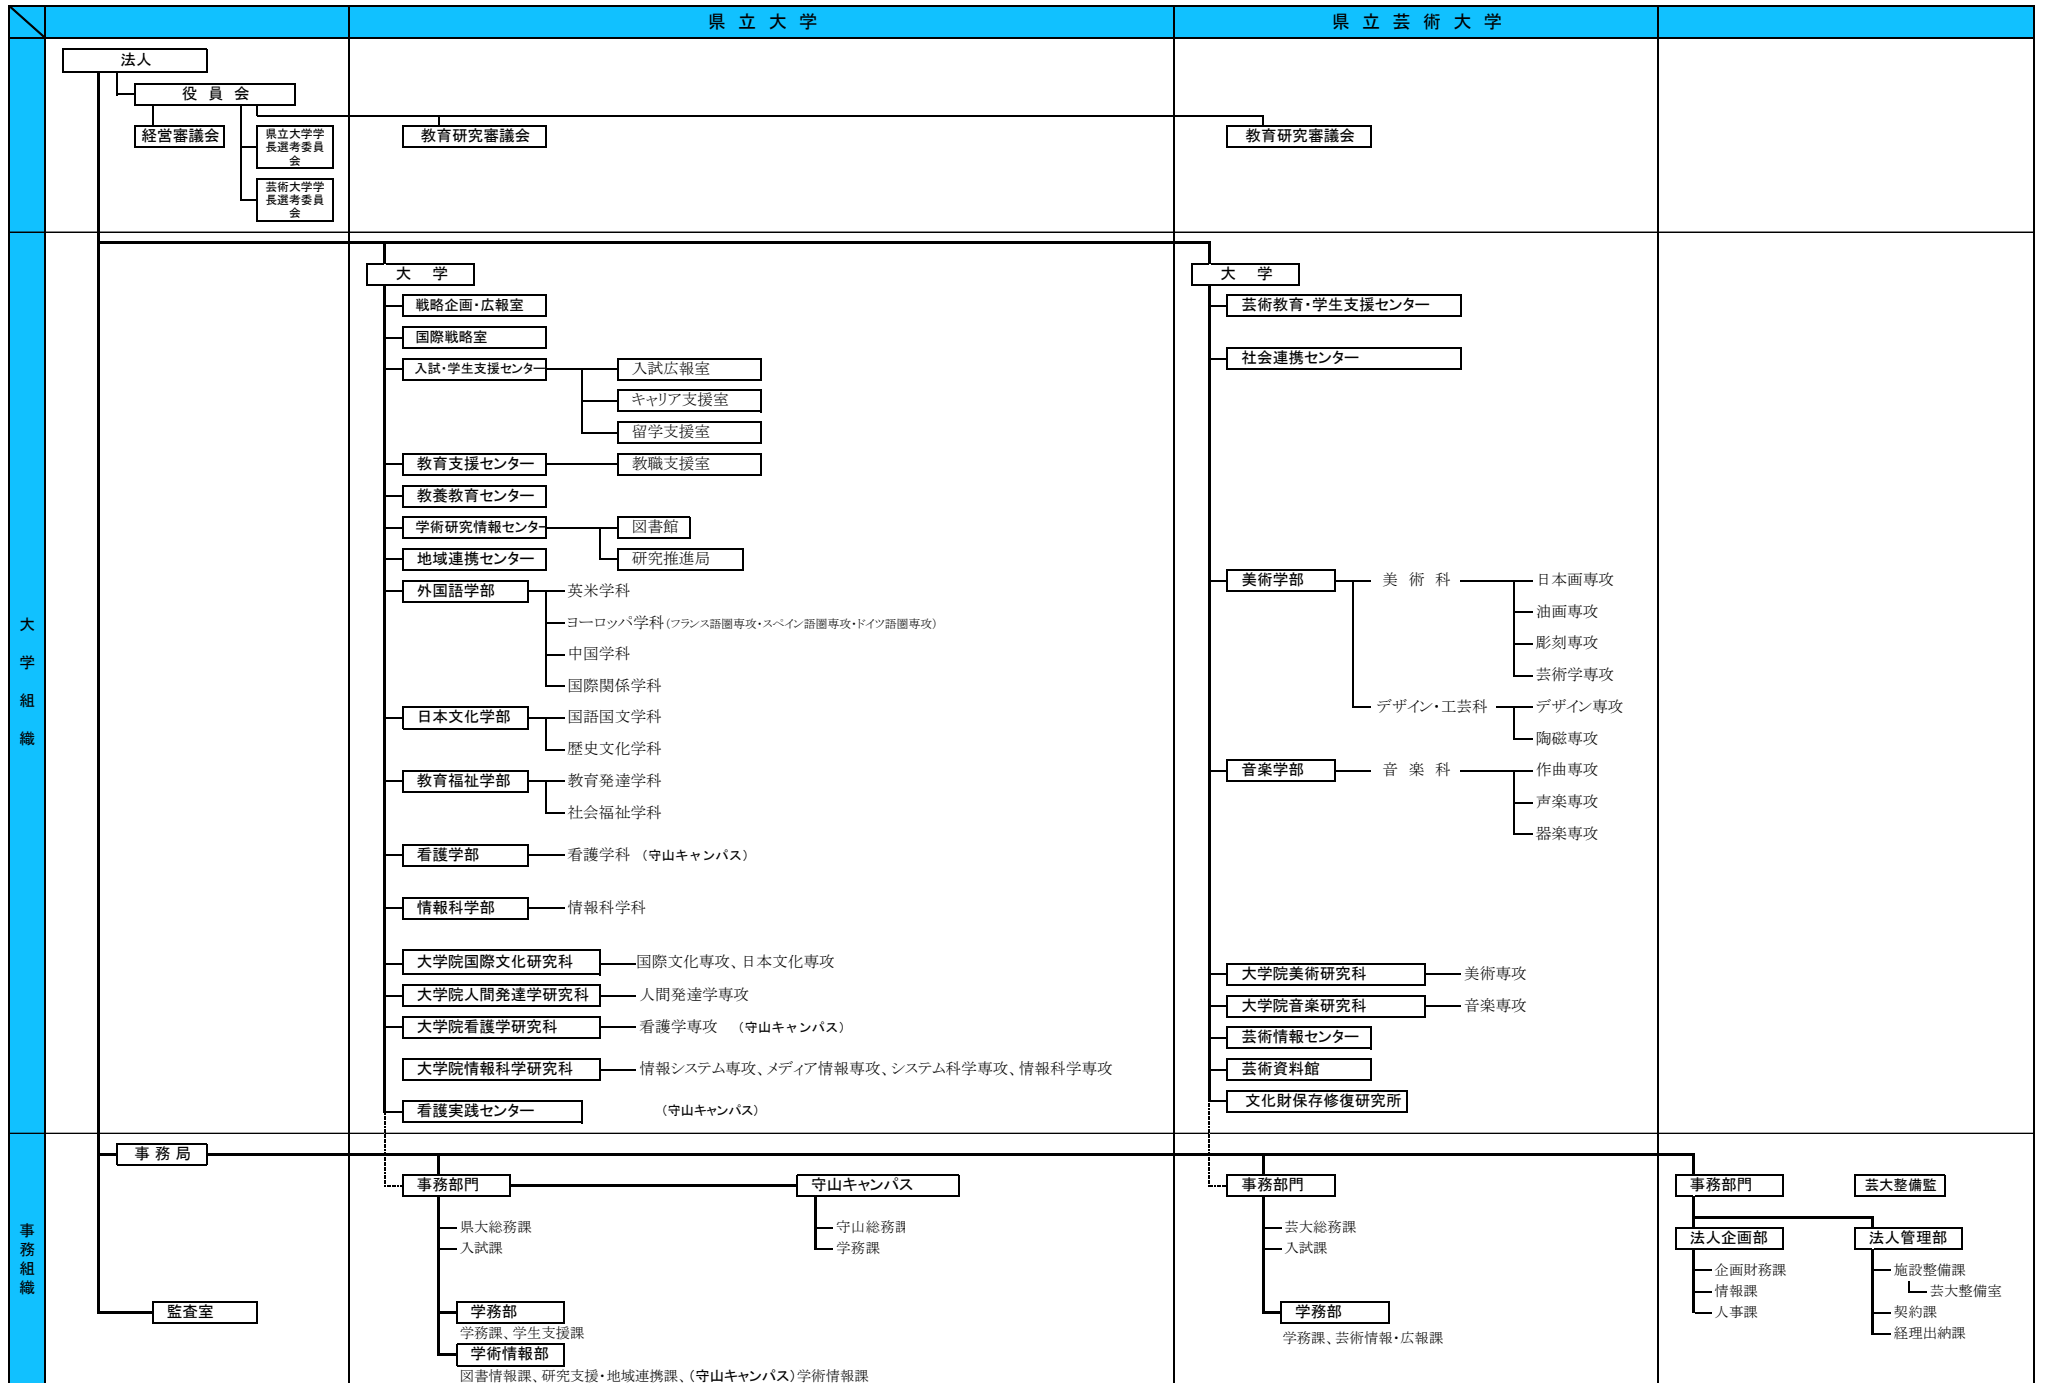 県立大学
県立芸術大学
法人
役員会
経営審議会
県立大学学
長選考委員
会
芸術大学学
長選考委員
会
教育研究審議会
教育研究審議会
大学組織
大学
戦略企画・広報室
国際戦略室
入試・学生支援センター
入試広報室
キャリア支援室
留学支援室
教育支援センター
教職支援室
教養教育センター
学術研究情報センター
図書館
研究推進局
地域連携センター
外国語学部
英米学科
ヨーロッパ学科(フランス語圏専攻・スペイン語圏専攻・ドイツ語圏専攻)
中国学科
国際関係学科
日本文化学部
国語国文学科
歴史文化学科
教育福祉学部
教育発達学科
社会福祉学科
看護学部
看護学科 (守山キャンパス)
情報科学部
情報科学科
大学院国際文化研究科
国際文化専攻、日本文化専攻
大学院人間発達学研究科
人間発達学専攻
大学院看護学研究科
看護学専攻 (守山キャンパス)
大学院情報科学研究科
情報システム専攻、メディア情報専攻、システム科学専攻、情報科学専攻
看護実践センター
(守山キャンパス)
大学
芸術教育・学生支援センター
社会連携センター
美術学部
美術科
日本画専攻
油画専攻
彫刻専攻
芸術学専攻
デザイン・工芸科
デザイン専攻
陶磁専攻
音楽学部
音楽科
作曲専攻
声楽専攻
器楽専攻
大学院美術研究科
美術専攻
大学院音楽研究科
音楽専攻
芸術情報センター
芸術資料館
文化財保存修復研究所
事務組織
事務局
監査室
事務部門
県大総務課
入試課
学務部
学務課、学生支援課
学術情報部
図書情報課、研究支援・地域連携課、(守山キャンパス)学術情報課
守山キャンパス
守山総務課
学務課
事務部門
芸大総務課
入試課
学務部
学務課、芸術情報・広報課
事務部門
芸大整備監
法人企画部
企画財務課
情報課
人事課
法人管理部
施設整備課
芸大整備室
契約課
経理出納課